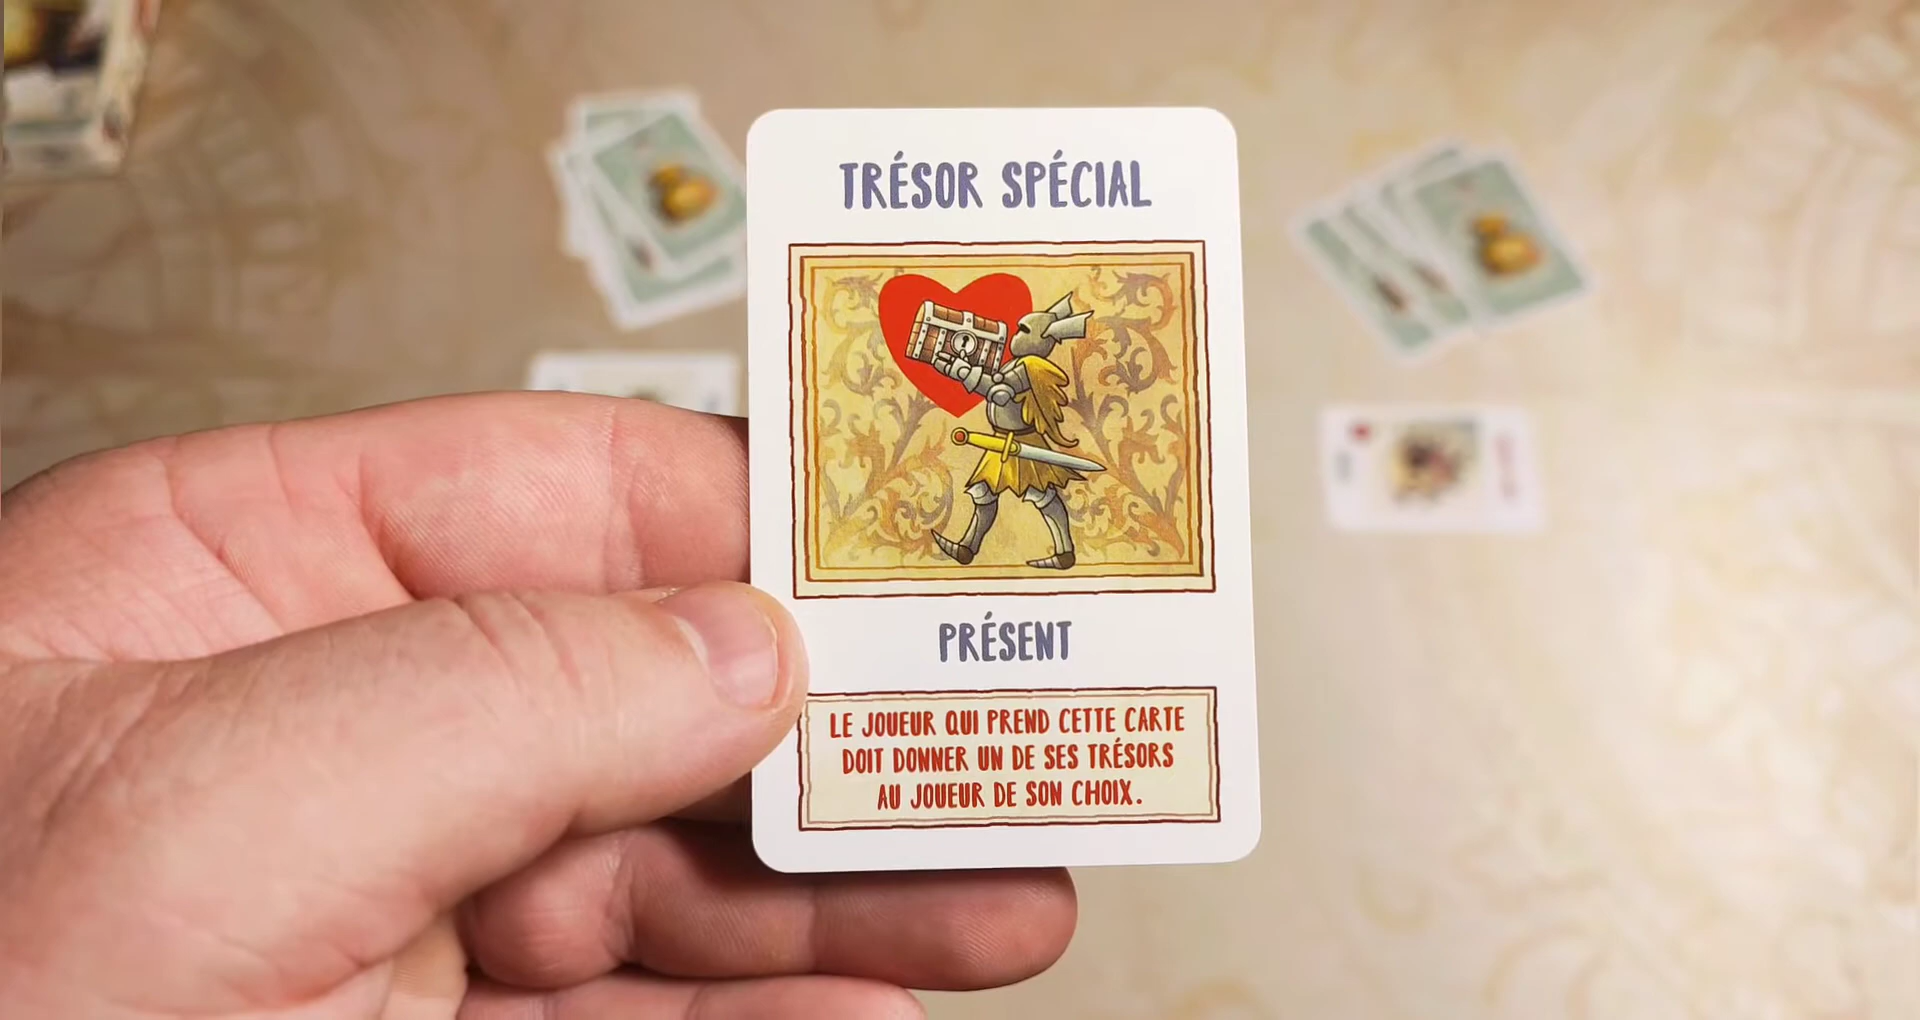 TRÉSOR SPÉCIAL
PRÉSENT
LE JOUEUR QUI PREND CETTE CARTE
DOIT DONNER UN DE SES TRÉSORS
AU JOUEUR DE SON CHOIX.